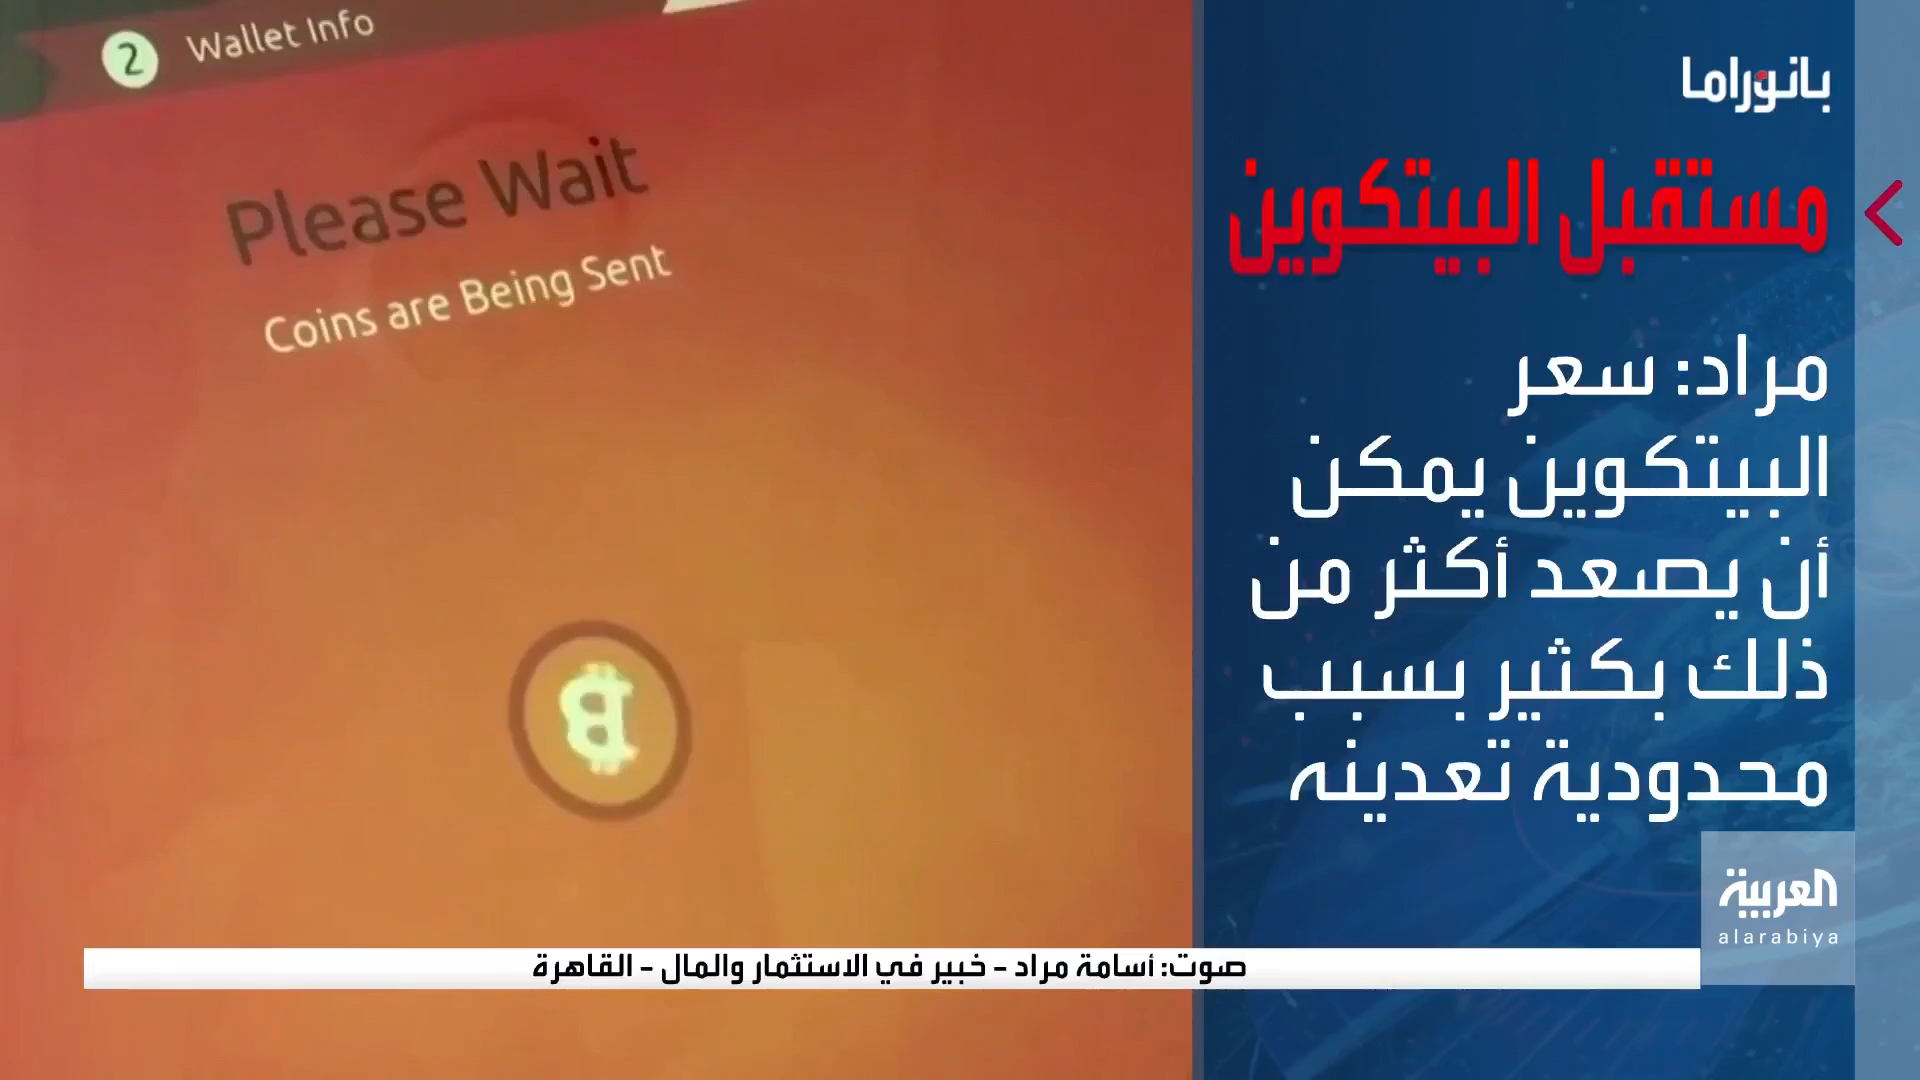 2 Wallet Info
Please Wait
Coins are Being Sent
بانوراما
مستقبل البيتكوين
مراد: سعر
البيتكوين يمكن
أن يصعد أكثر من
ذلك بكثير بسبب
محدودية تعدينه
العربية
alarabiya
صوت: أسامة مراد - خبير في الاستثمار والمال - القاهرة